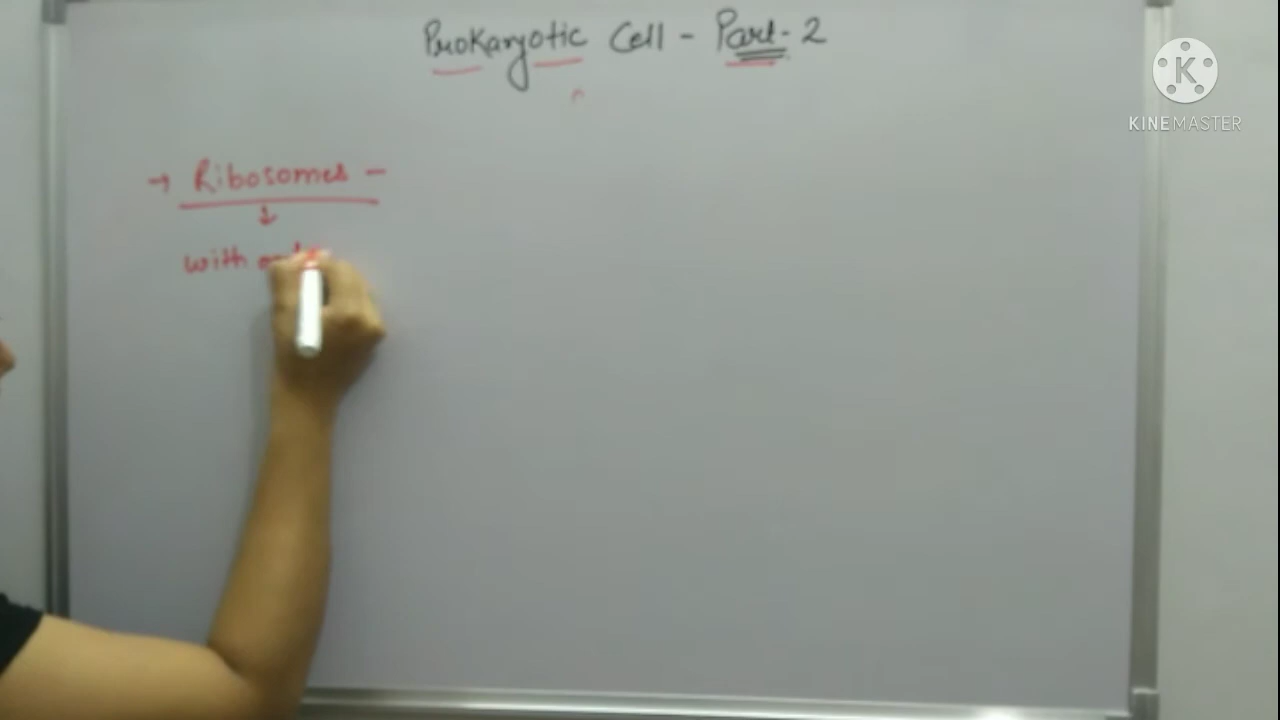 Prokaryotic Cell - Part-2
K
KINEMASTER
→ Ribosomes -
↓
with